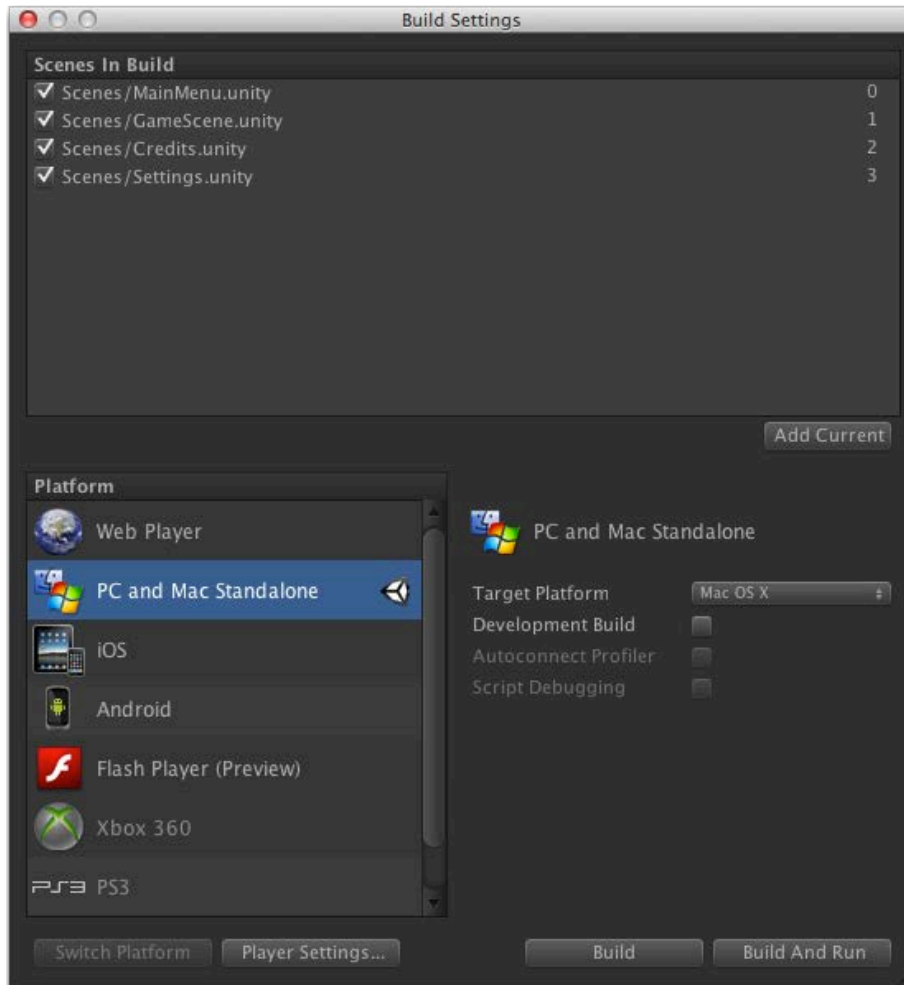 Build Settings
Scenes In Build
Scenes/MainMenu.unity 0
Scenes/GameScene.unity 1
Scenes/Credits.unity 2
Scenes/Settings.unity 3
Add Current
Platform
Web Player
PC and Mac Standalone
iOS
Android
Flash Player (Preview)
Xbox 360
PS3 PS3
PC and Mac Standalone
Target Platform Mac OS X
Development Build
Autoconnect Profiler
Script Debugging
Switch Platform Player Settings... Build Build And Run